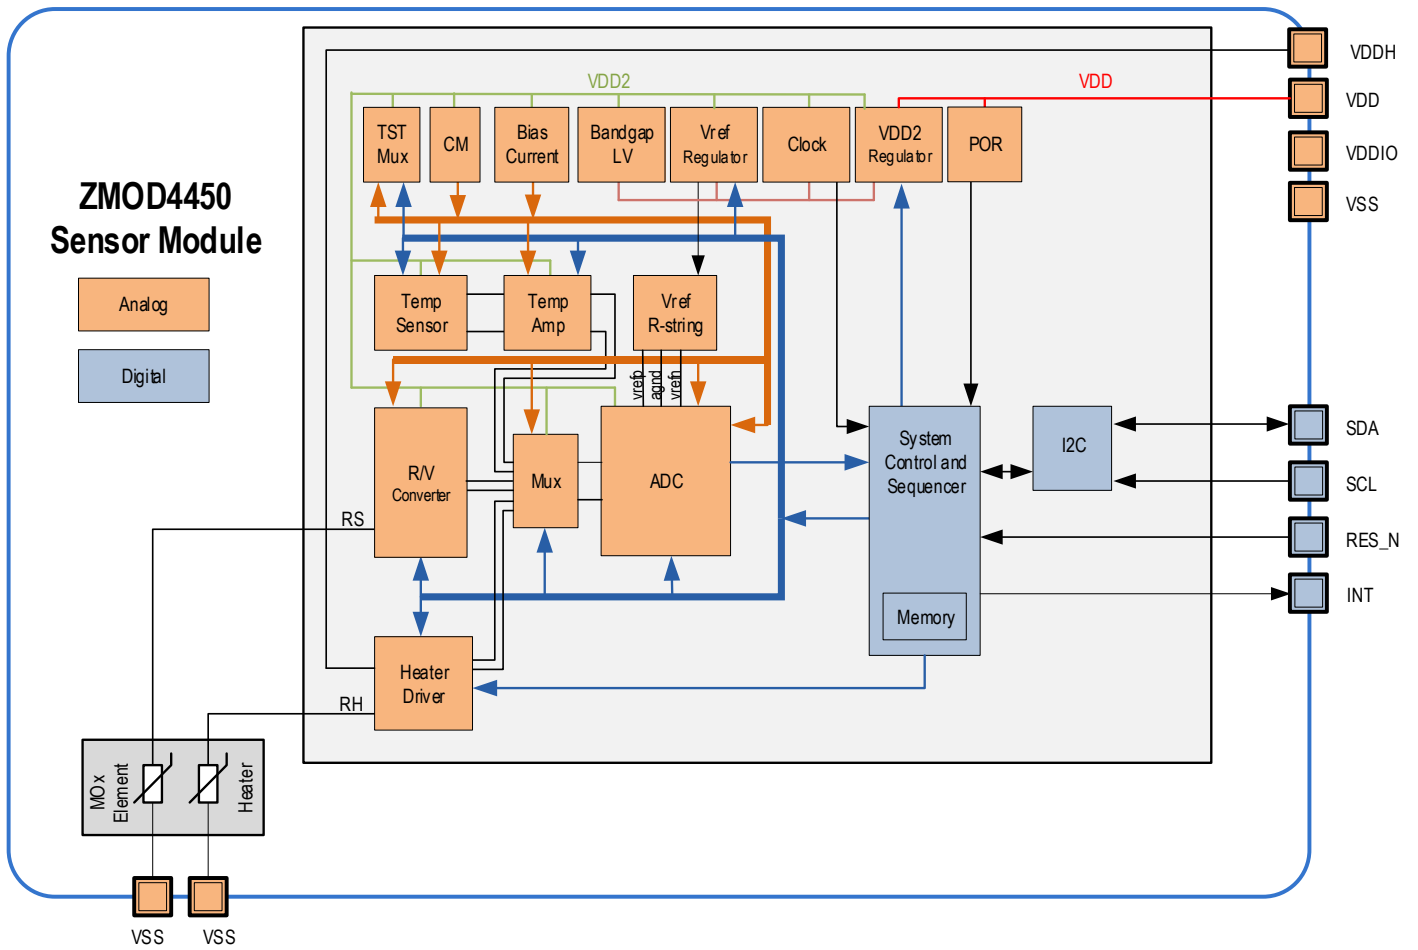 VDDH
VDD2
VDD
VDD
TST
Mux
CM
Bias
Current
Bandgap
LV
Vref
Regulator
Clock
VDD2
Regulator
POR
VDDIO
VSS
ZMOD4450
Sensor Module
Analog
Digital
Temp
Sensor
Temp
Amp
Vref
R-string
vrefp
agnd
vrefn
R/V
Converter
Mux
ADC
System
Control and
Sequencer
Memory
I2C
SDA
SCL
RES_N
INT
RS
Heater
Driver
RH
MOx
Element
Heater
VSS
VSS